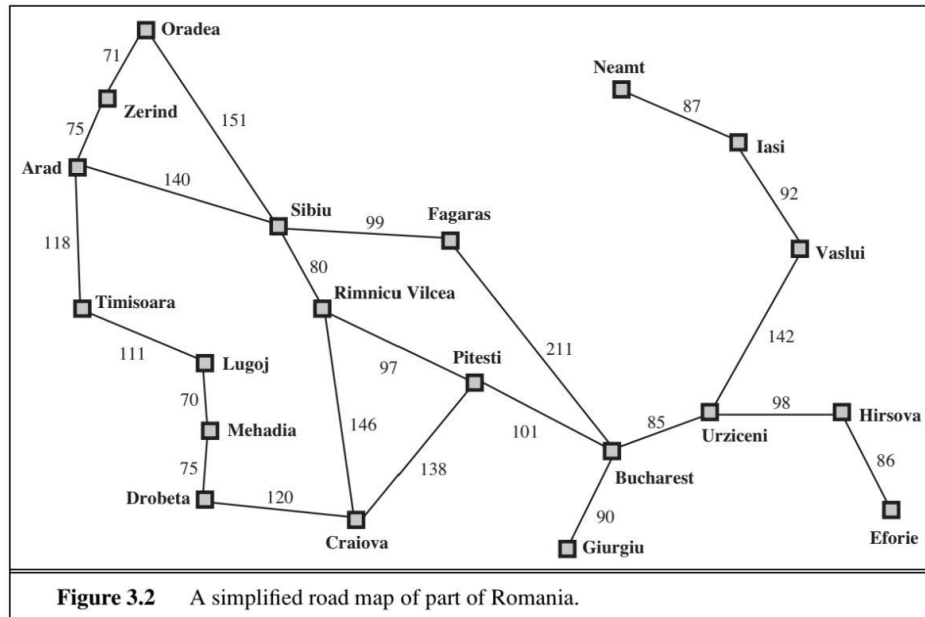 Oradea
71
Neamt
Zerind
87
75
151
Iasi
Arad
140
92
Sibiu
99
Fagaras
118
Vaslui
80
Timisoara
Rimnicu Vilcea
142
111
Lugoj
97
Pitesti
211
70
98
Hirsova
Mehadia
146
101
85
Urziceni
75
138
Bucharest
86
Drobeta
120
90
Craiova
Giurgiu
Eforie
Figure 3.2 A simplified road map of part of Romania.